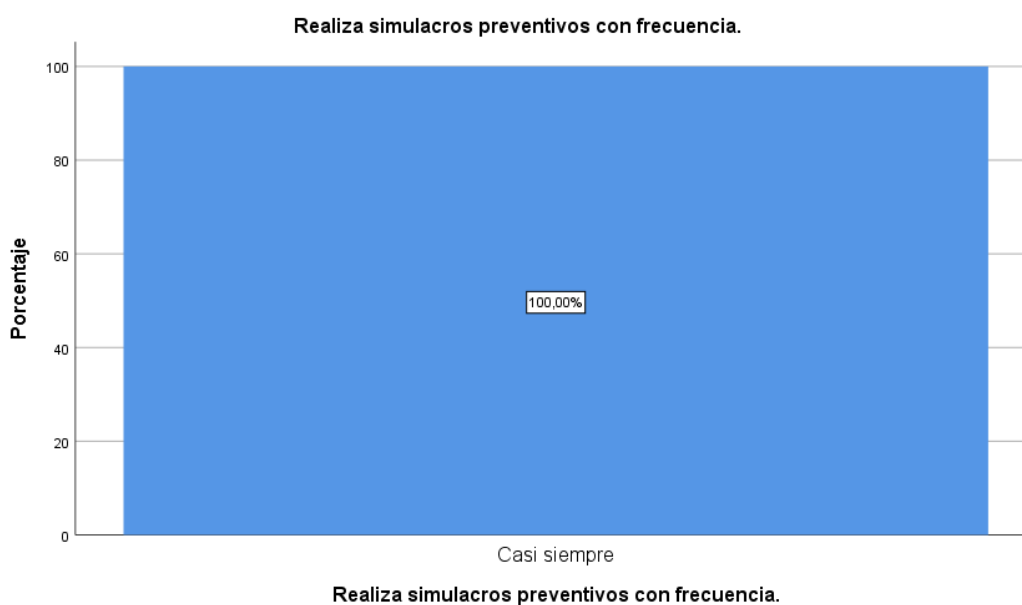 Realiza simulacros preventivos con frecuencia.
100
80
60
40
20
0
Porcentaje
100,00%
Casi siempre
Realiza simulacros preventivos con frecuencia.